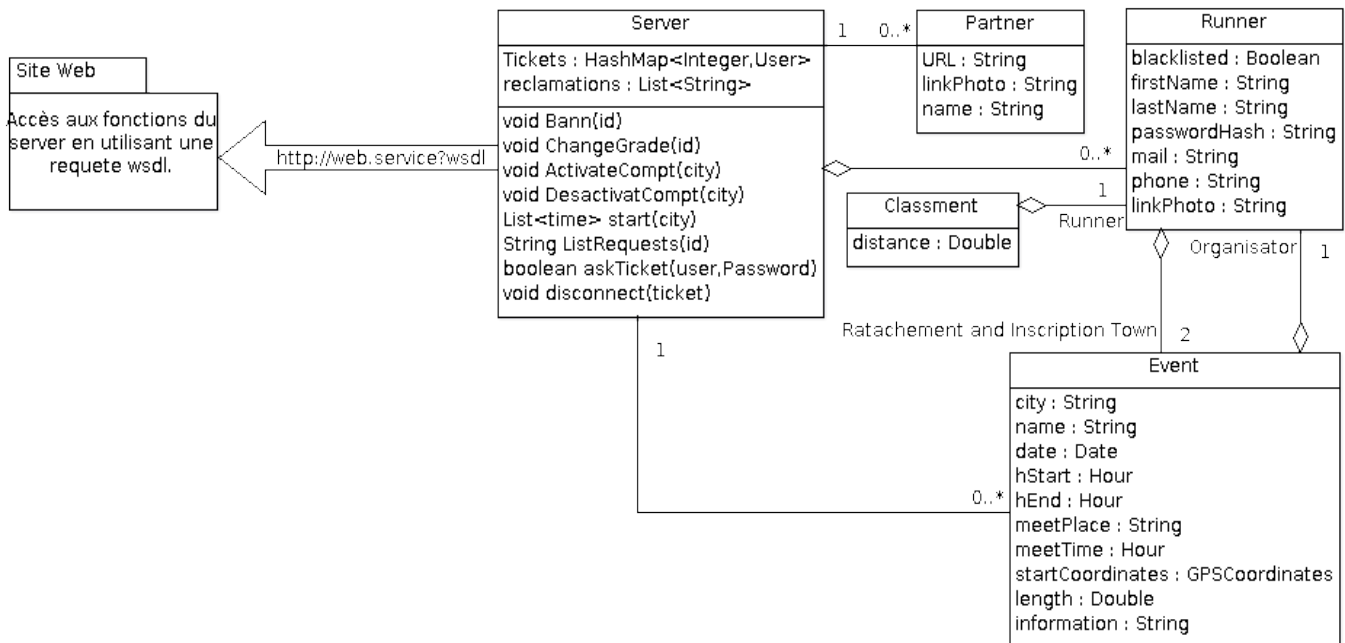 Site Web
Accès aux fonctions du
server en utilisant une
requete wsdl.
http://web.service?wsdl
Server
Tickets : HashMap<Integer,User>
reclamations : List<String>
void Bann(id)
void ChangeGrade(id)
void ActivateCompt(city)
void DesactivatCompt(city)
List<time> start(city)
String ListRequests(id)
boolean askTicket(user,Password)
void disconnect(ticket)
1
0..*
Partner
URL : String
linkPhoto : String
name : String
Runner
blacklisted : Boolean
firstName : String
lastName : String
passwordHash : String
mail : String
phone : String
linkPhoto : String
0..*
Classment
distance : Double
1
Runner
Organisator
1
Ratachement and Inscription Town
2
1
0..*
Event
city : String
name : String
date : Date
hStart : Hour
hEnd : Hour
meetPlace : String
meetTime : Hour
startCoordinates : GPSCoordinates
length : Double
information : String